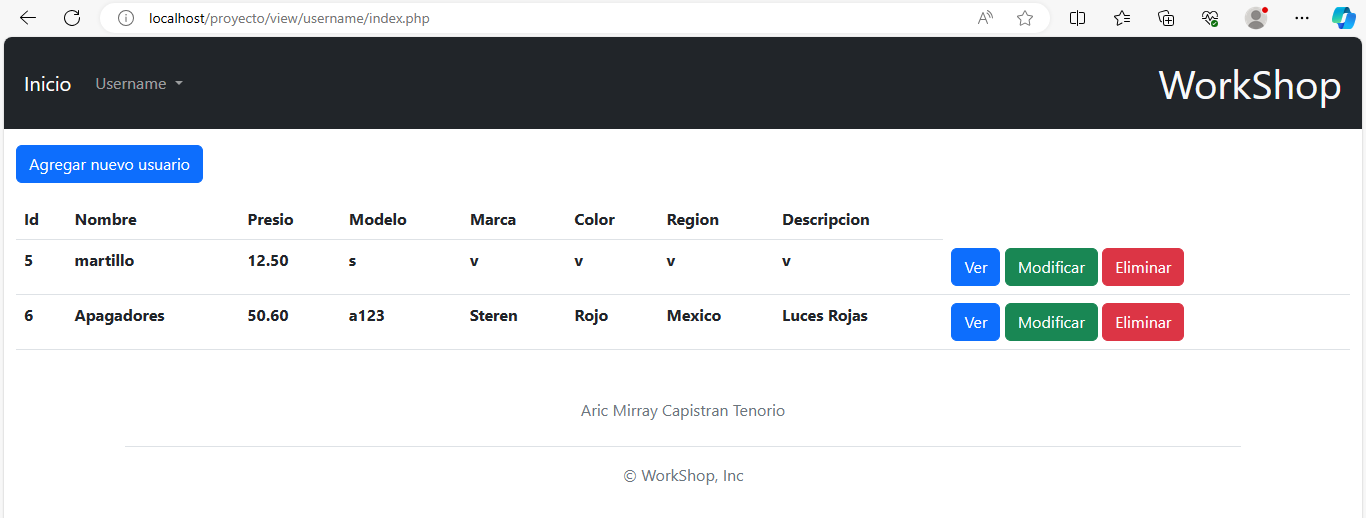 localhost/proyecto/view/username/index.php
Inicio Username WorkShop
Agregar nuevo usuario
Id Nombre Presio Modelo Marca Color Region Descripcion
5 martillo 12.50 s v v v v Ver Modificar Eliminar
6 Apagadores 50.60 a123 Steren Rojo Mexico Luces Rojas Ver Modificar Eliminar
Aric Mirray Capistran Tenorio
© WorkShop, Inc